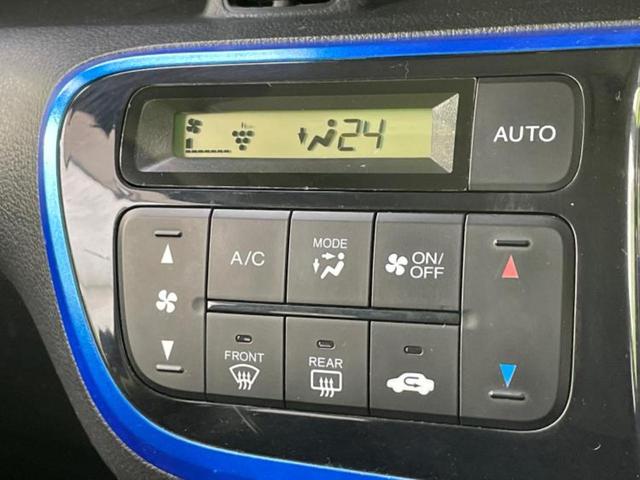 24
AUTO
A/C
MODE
ON/
OFF
FRONT
REAR